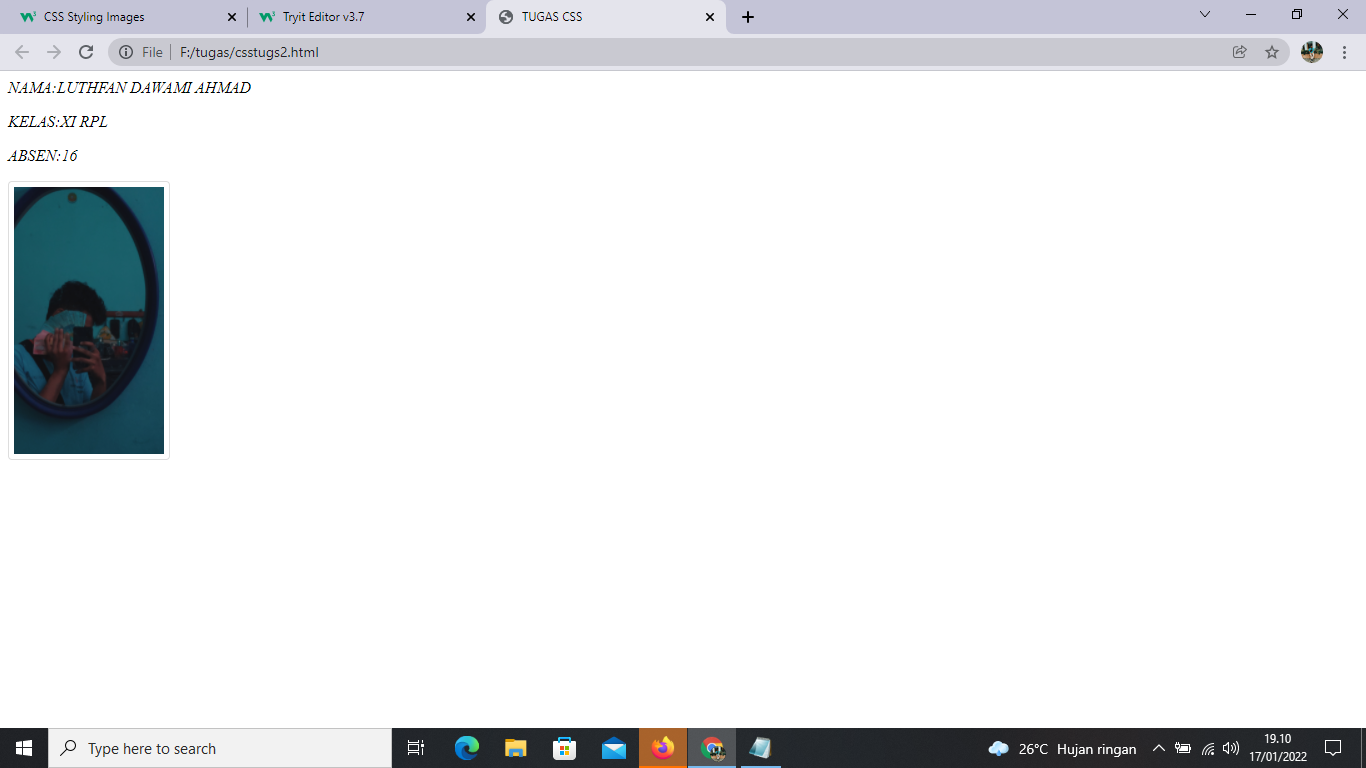 CSS Styling Images
Tryit Editor v3.7
TUGAS CSS
File
F:/tugas/csstugs2.html
NAMA:LUTHFAN DAWAMI AHMAD
KELAS:XI RPL
ABSEN:16
Type here to search
26°C Hujan ringan
19.10
17/01/2022